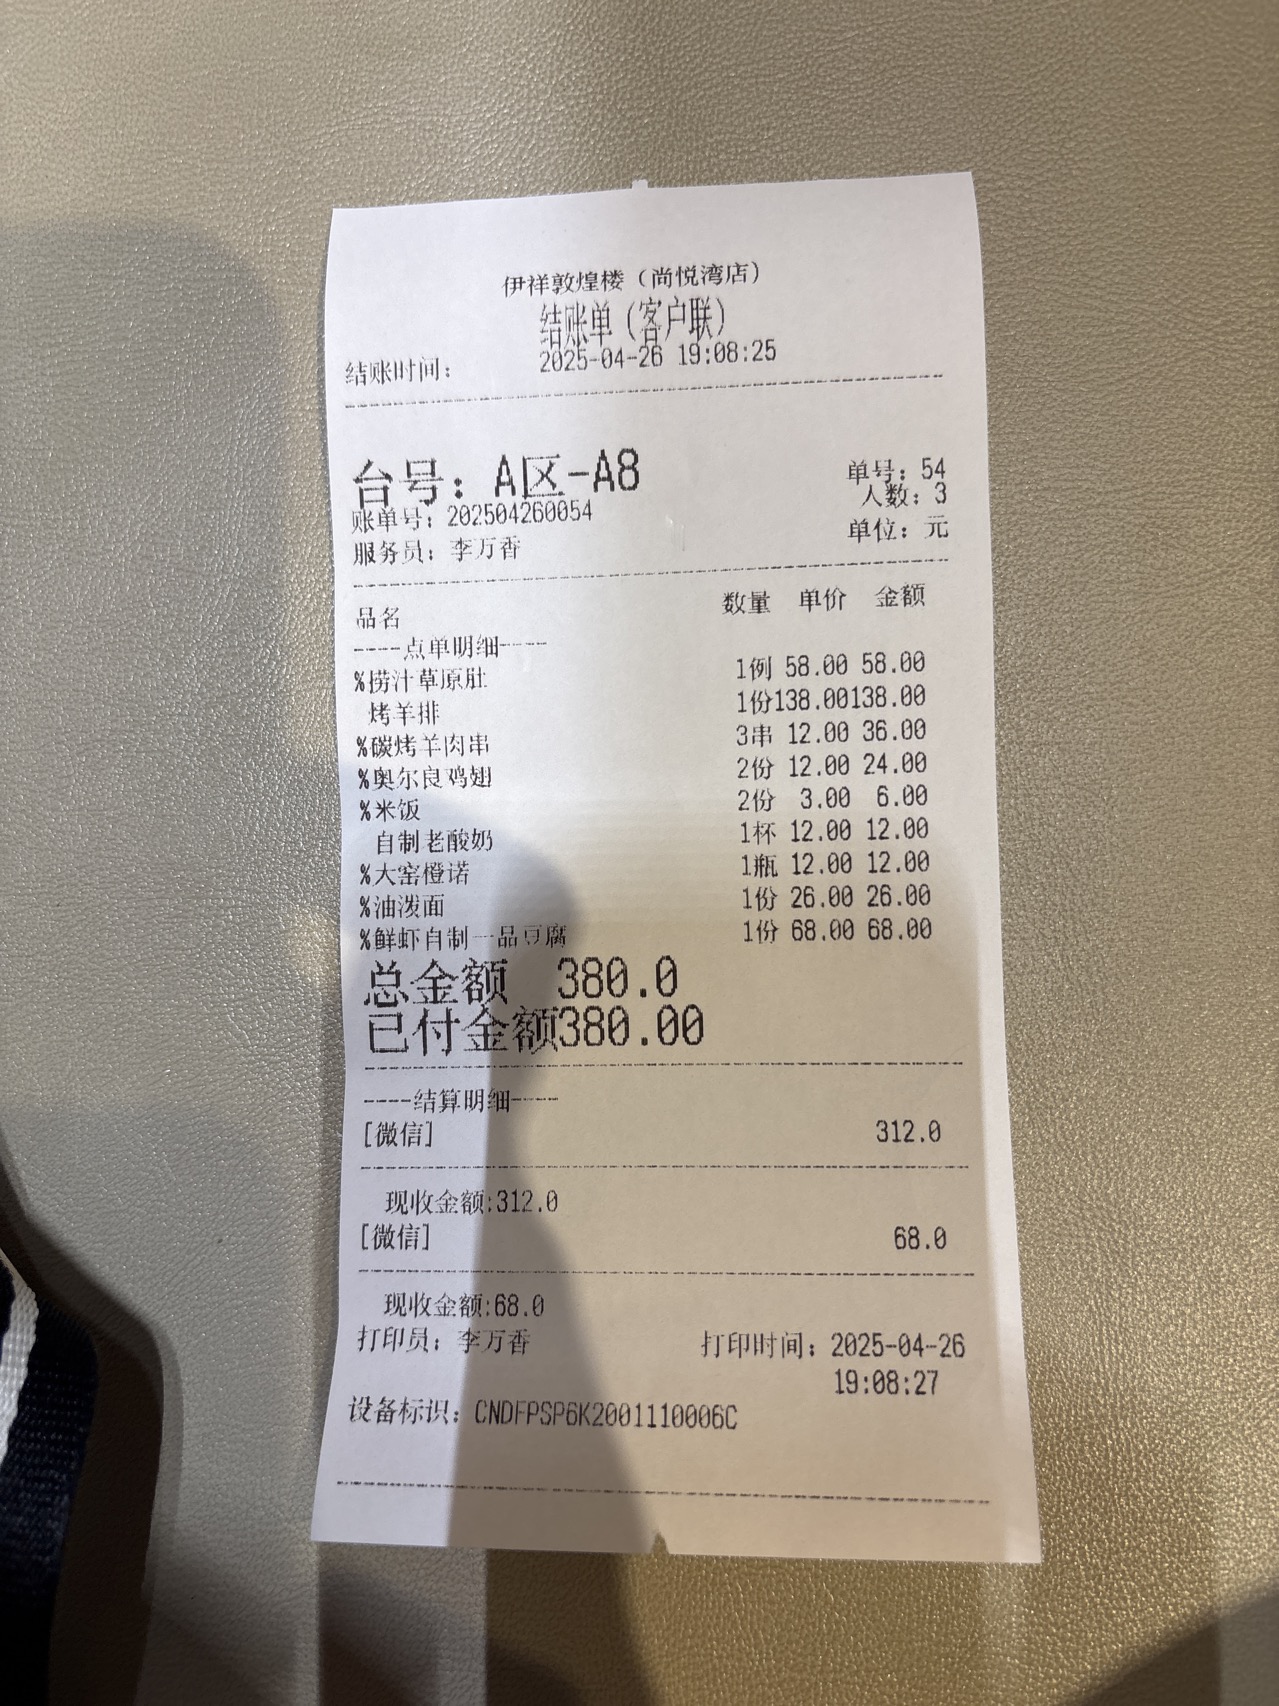 伊祥敦煌楼（尚悦湾店）
结账单（客户联）
结账时间： 2025-04-26 19:08:25
台号：A区-A8 单号：54
人数：3
账单号：202504260054
单位：元
服务员：李万香
品名 数量 单价 金额
----点单明细----
%捞汁草原肚 1例 58.00 58.00
烤羊排 1份138.00138.00
%碳烤羊肉串 3串 12.00 36.00
%奥尔良鸡翅 2份 12.00 24.00
%米饭 2份 3.00 6.00
自制老酸奶 1杯 12.00 12.00
%大窑橙诺 1瓶 12.00 12.00
%油泼面 1份 26.00 26.00
%鲜虾自制一品豆腐 1份 68.00 68.00
总金额 380.0
已付金额380.00
----结算明细----
[微信] 312.0
现收金额:312.0
[微信] 68.0
现收金额:68.0
打印员：李万香 打印时间：2025-04-26
19:08:27
设备标识：CNDFPSP6K2001110006C